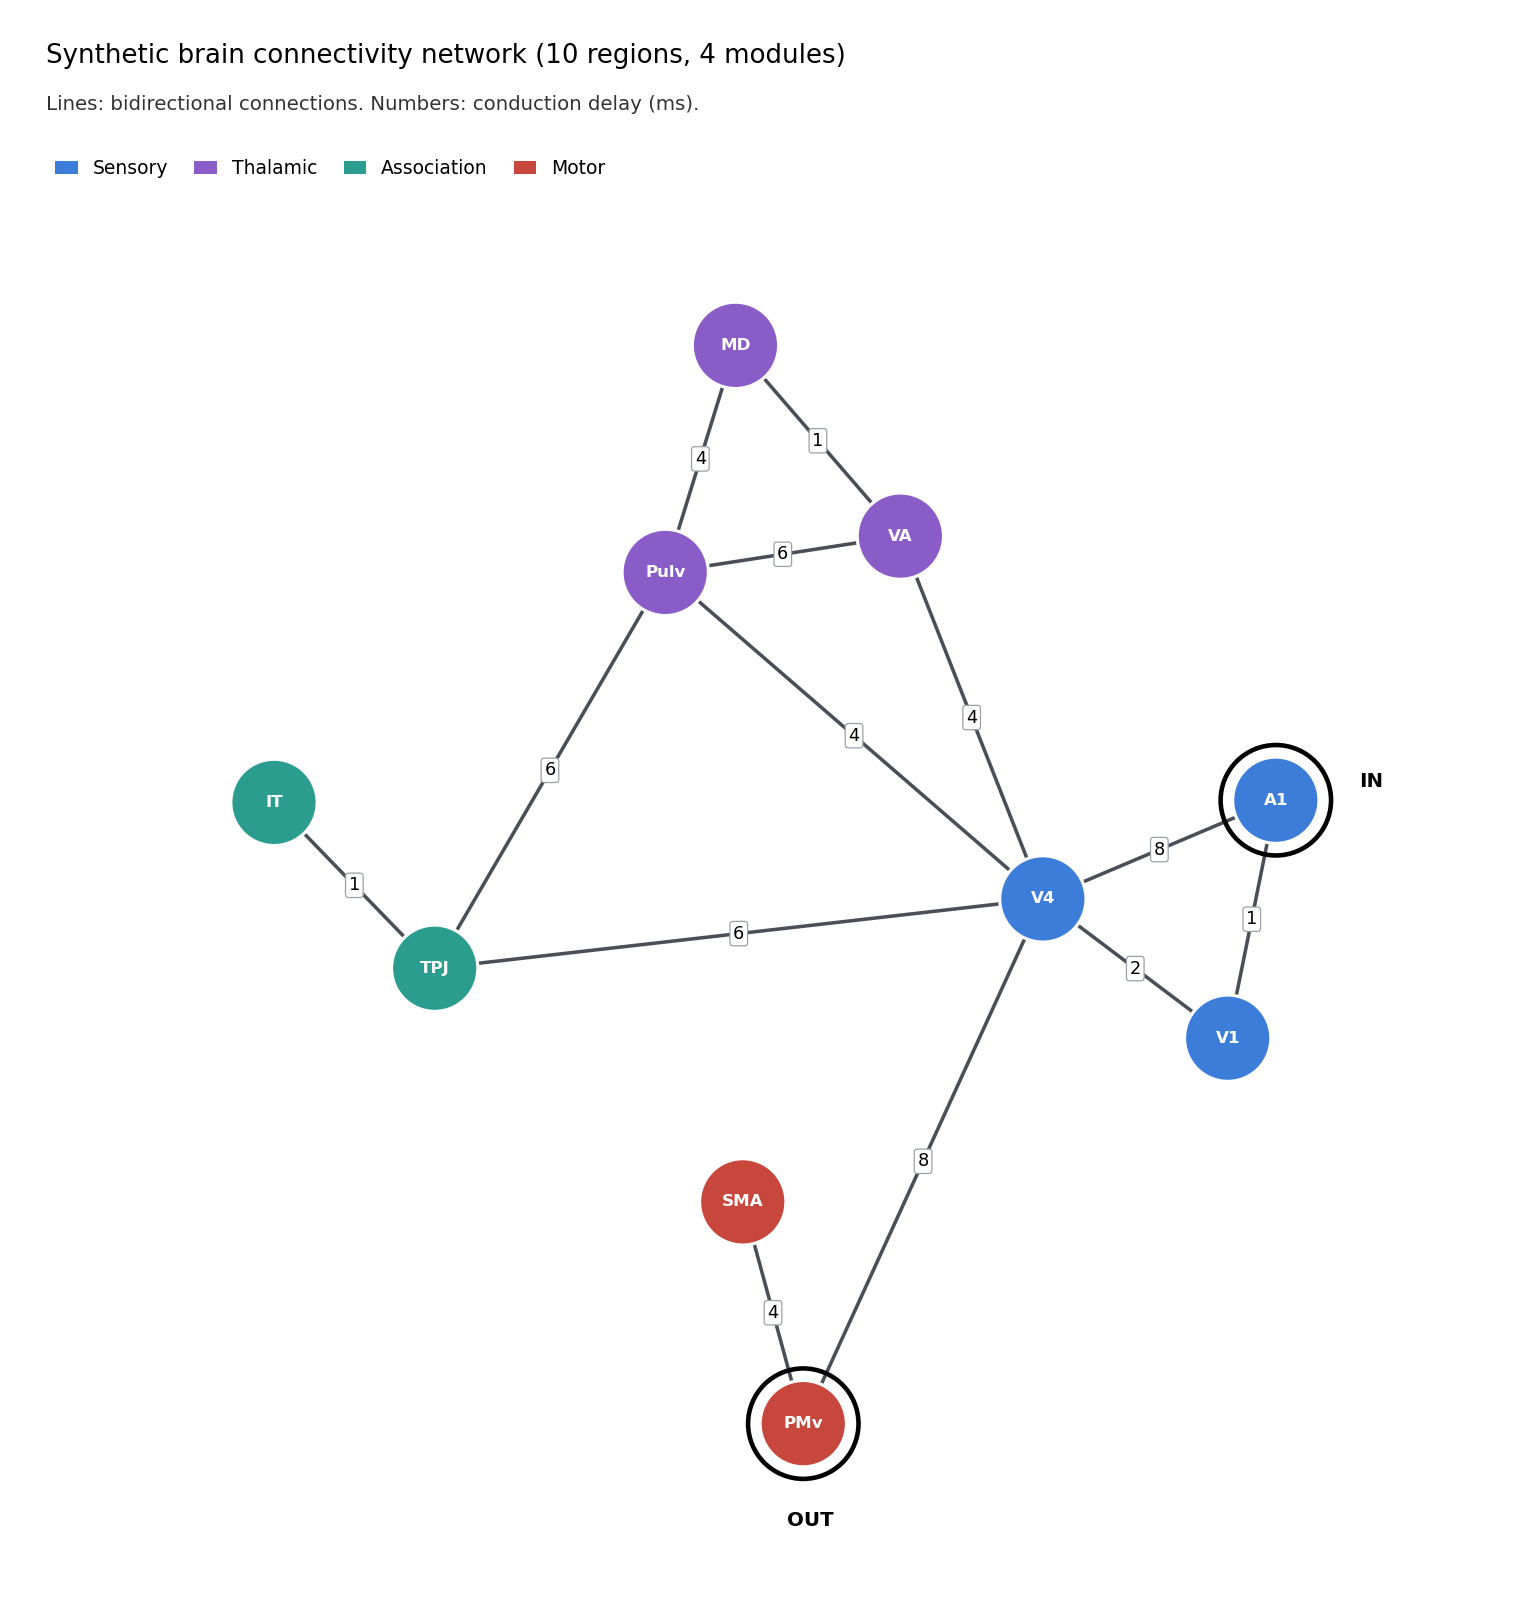 Synthetic brain connectivity network (10 regions, 4 modules)
Lines: bidirectional connections. Numbers: conduction delay (ms).
Sensory Thalamic Association Motor
MD
1
4
VA
6
Pulv
4
4
6
IN
A1
IT
8
1
1
V4
6
TPJ
2
V1
8
SMA
4
PMv
OUT